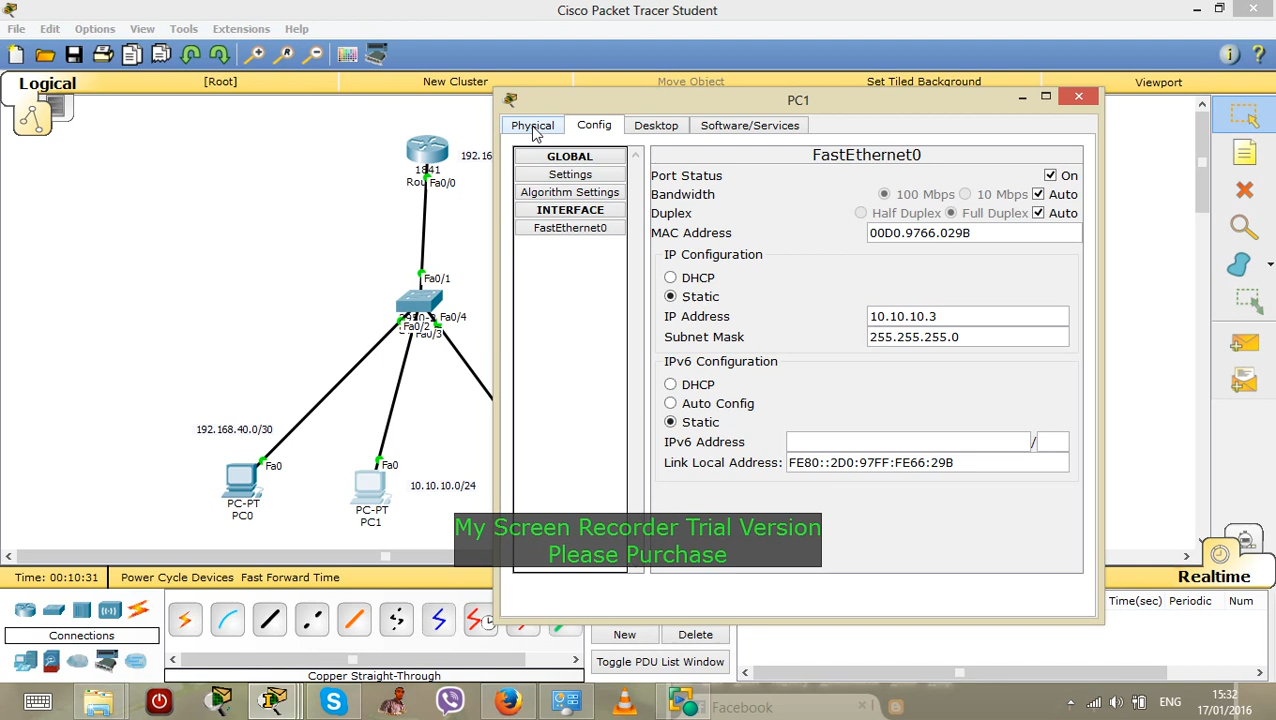 Cisco Packet Tracer Student
File Edit Options View Tools Extensions Help
Logical [Root] New Cluster Move Object Set Tiled Background Viewport
PC1
Physical Config Desktop Software/Services
GLOBAL
Settings
Algorithm Settings
INTERFACE
FastEthernet0
FastEthernet0
Port Status On
Bandwidth 100 Mbps 10 Mbps Auto
Duplex Half Duplex Full Duplex Auto
MAC Address 00D0.9766.029B
IP Configuration
DHCP
Static
IP Address 10.10.10.3
Subnet Mask 255.255.255.0
IPv6 Configuration
DHCP
Auto Config
Static
IPv6 Address /
Link Local Address: FE80::2D0:97FF:FE66:29B
192.16
1841
Rou Fa0/0
Fa0/1
Fa0/4
Fa0/2
Fa0/3
192.168.40.0/30
Fa0
PC-PT
PC0
Fa0
10.10.10.0/24
PC-PT
PC1
My Screen Recorder Trial Version
Please Purchase
Time: 00:10:31 Power Cycle Devices Fast Forward Time
Realtime
Connections
Copper Straight-Through
New Delete
Toggle PDU List Window
Time(sec) Periodic Num
Facebook
ENG
15:32
17/01/2016